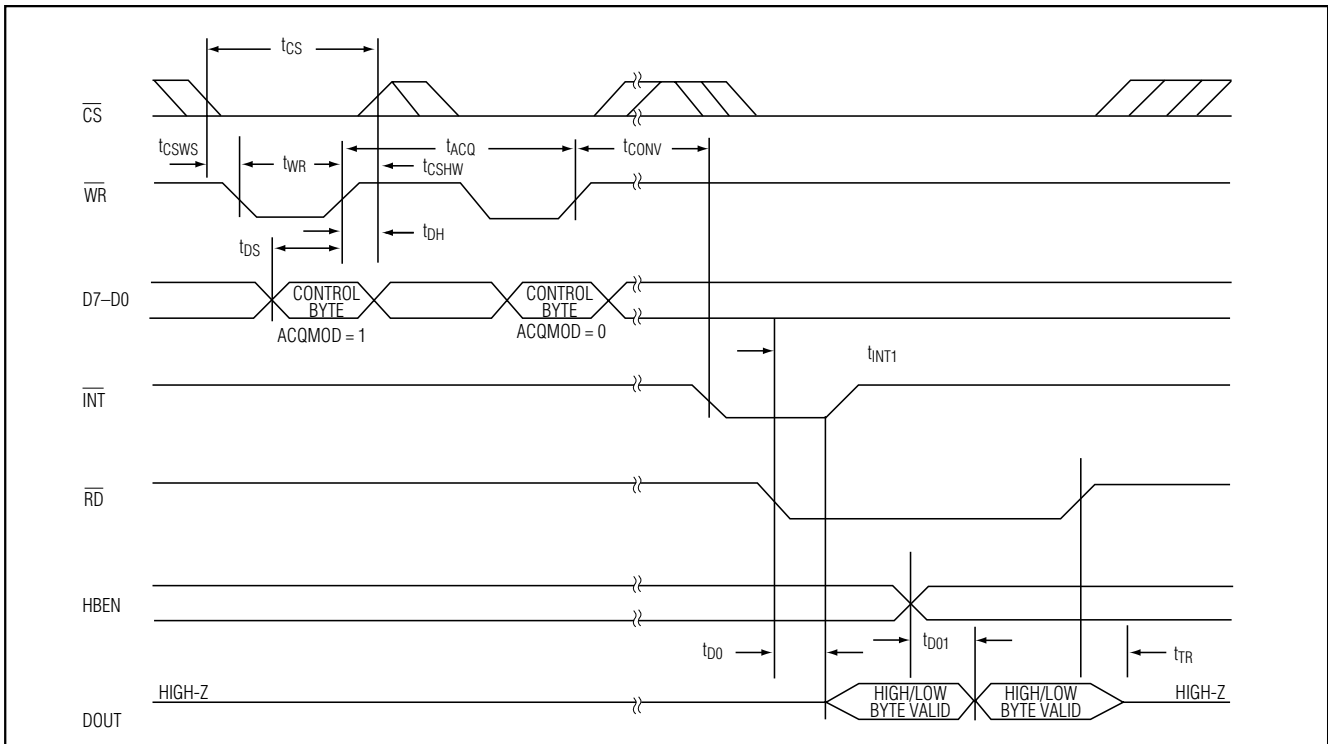 tCS
CS
tCSWS
tWR
tACQ
tCSHW
tCONV
WR
tDS
tDH
D7–D0
CONTROL
BYTE
ACQMOD = 1
CONTROL
BYTE
ACQMOD = 0
tINT1
INT
RD
HBEN
tD0
tD01
tTR
HIGH-Z
HIGH/LOW
BYTE VALID
HIGH/LOW
BYTE VALID
HIGH-Z
DOUT